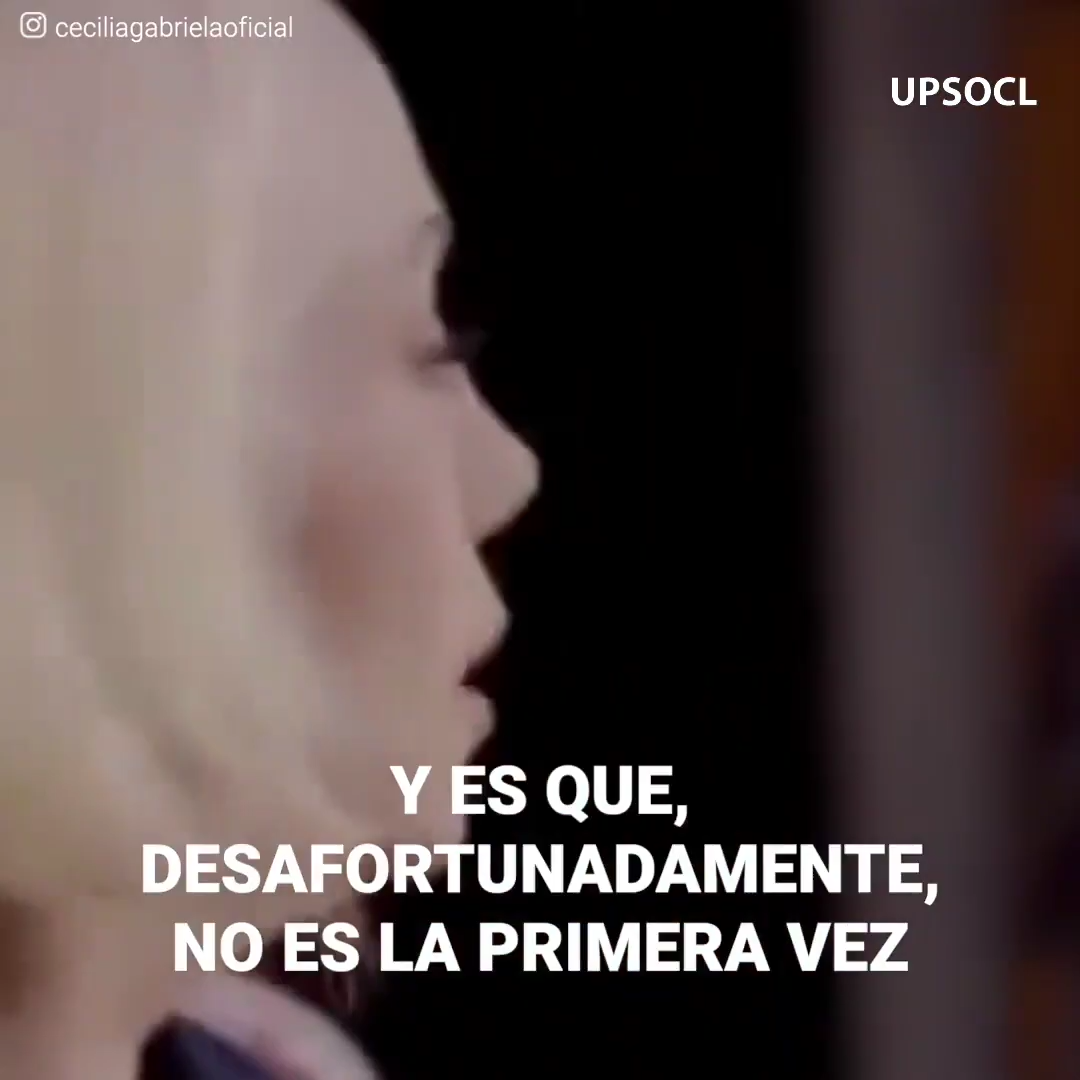 ceciliagabrielaoficial
UPSOCL
Y ES QUE,
DESAFORTUNADAMENTE,
NO ES LA PRIMERA VEZ